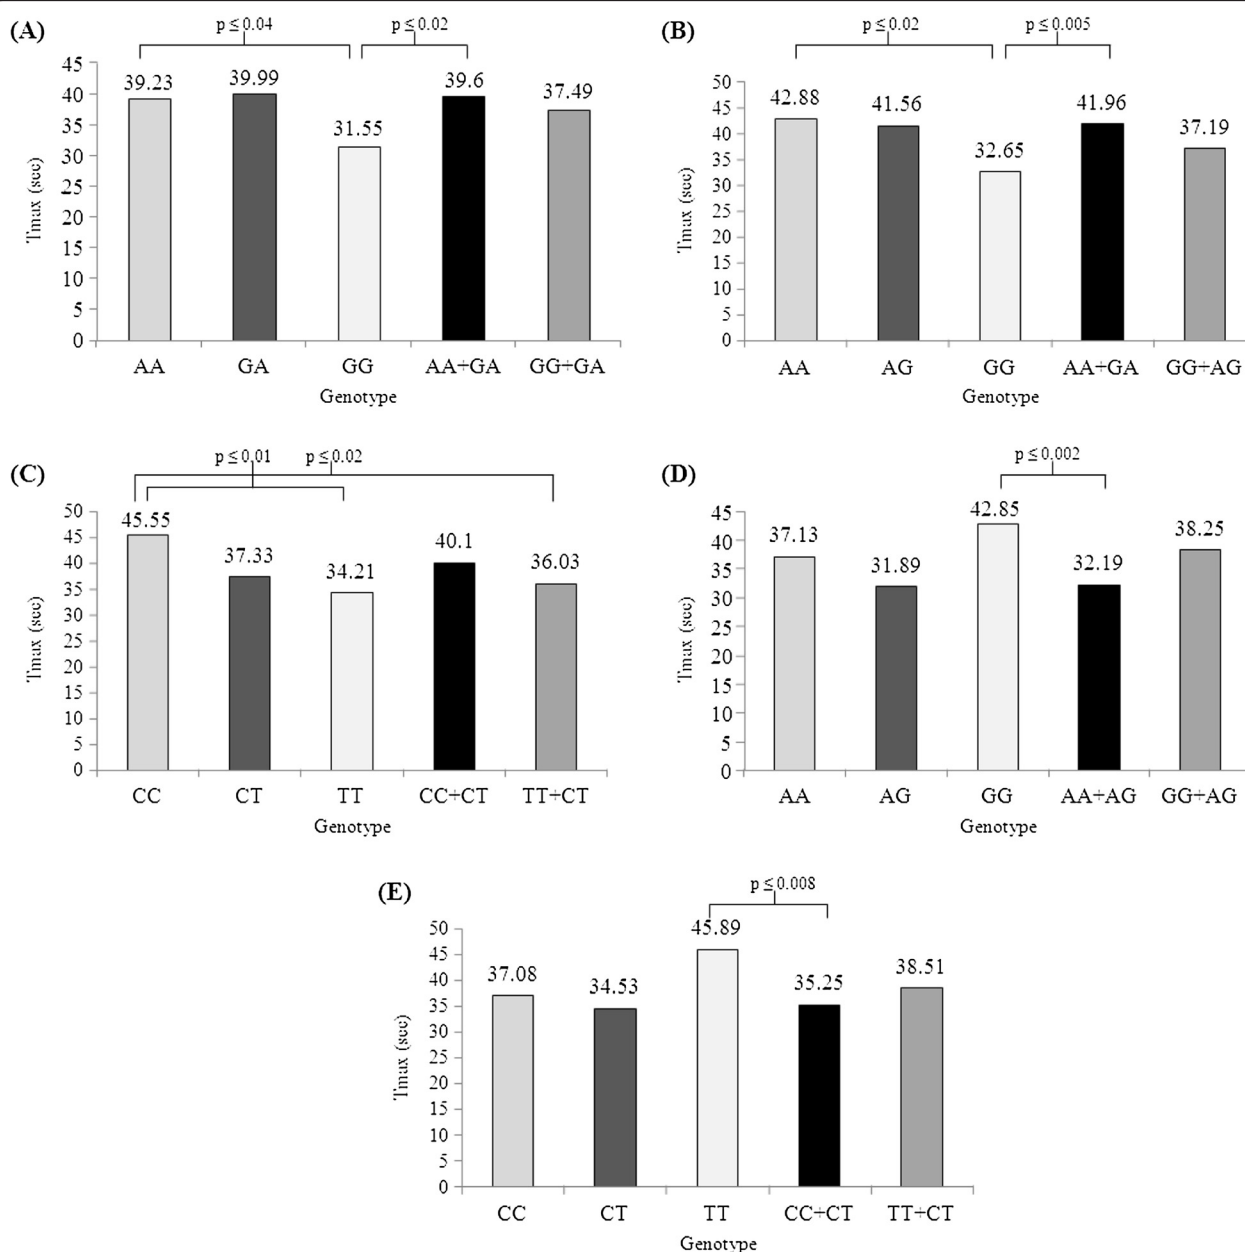 (A)
p ≤ 0.04 p ≤ 0.02
45
40
35
30
25
20
15
10
5
0
Tmax (sec)
39.23 39.99 31.55 39.6 37.49
AA GA GG AA+GA GG+GA
Genotype
(B)
p ≤ 0.02 p ≤ 0.005
50
45
40
35
30
25
20
15
10
5
0
Tmax (sec)
42.88 41.56 32.65 41.96 37.19
AA AG GG AA+GA GG+AG
Genotype
(C)
p ≤ 0.01 p ≤ 0.02
50
45
40
35
30
25
20
15
10
5
0
Tmax (sec)
45.55 37.33 34.21 40.1 36.03
CC CT TT CC+CT TT+CT
Genotype
(D)
p ≤ 0.002
45
40
35
30
25
20
15
10
5
0
Tmax (sec)
37.13 31.89 42.85 32.19 38.25
AA AG GG AA+AG GG+AG
Genotype
(E)
p ≤ 0.008
50
45
40
35
30
25
20
15
10
5
0
Tmax (sec)
37.08 34.53 45.89 35.25 38.51
CC CT TT CC+CT TT+CT
Genotype